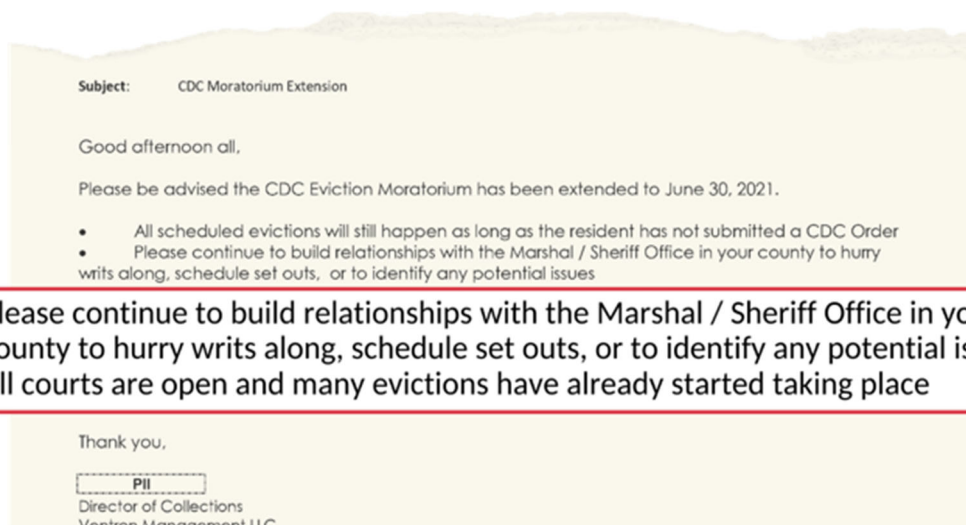 Subject: CDC Moratorium Extension
Good afternoon all,
Please be advised the CDC Eviction Moratorium has been extended to June 30, 2021.
• All scheduled evictions will still happen as long as the resident has not submitted a CDC Order
• Please continue to build relationships with the Marshal / Sheriff Office in your county to hurry
writs along, schedule set outs, or to identify any potential issues
lease continue to build relationships with the Marshal / Sheriff Office in yo
ounty to hurry writs along, schedule set outs, or to identify any potential is
ll courts are open and many evictions have already started taking place
Thank you,
PII
Director of Collections
Ventron Management LLC